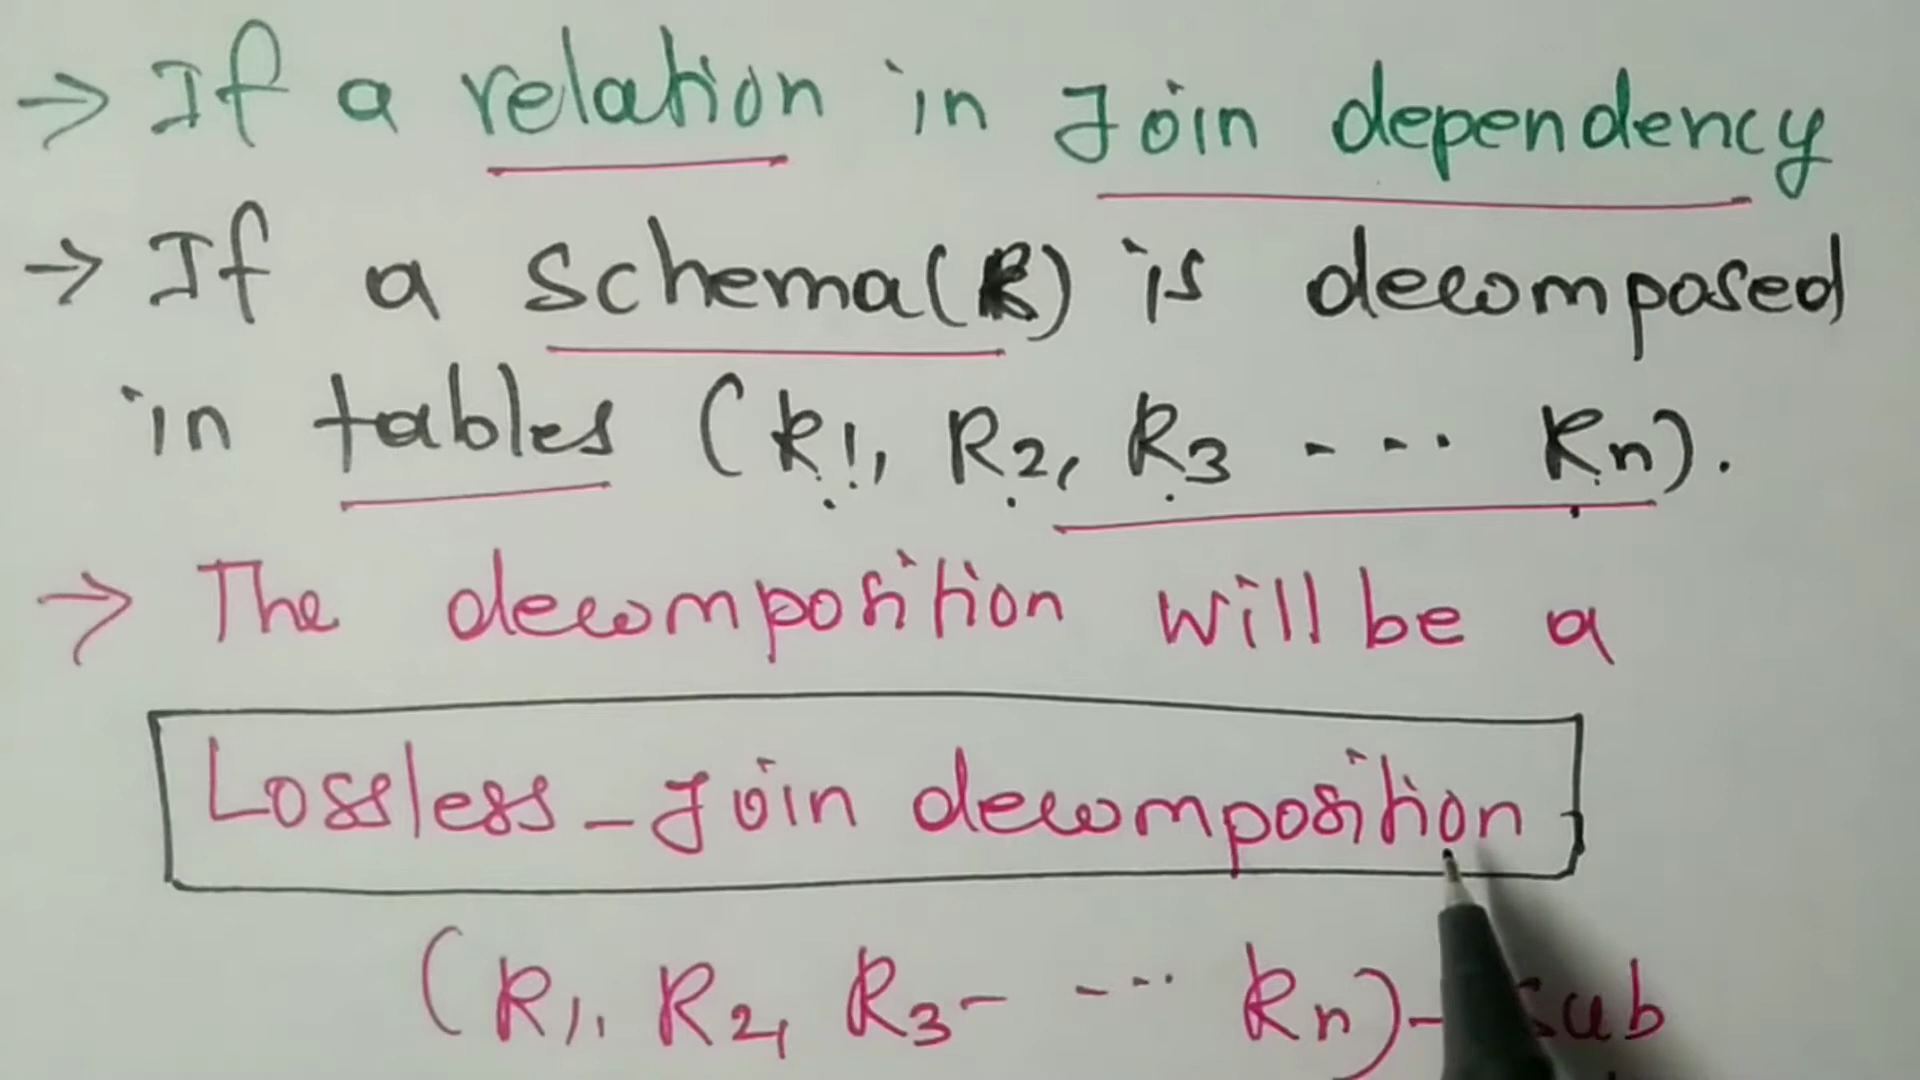 → If a relation in Join dependency
→ If a schema(R) is decomposed
in tables (R1, R2, R3 - - - - Rn).
→ The decomposition will be a
Lossless-Join decomposition
(R1, R2, R3- - - - - Rn)- sub